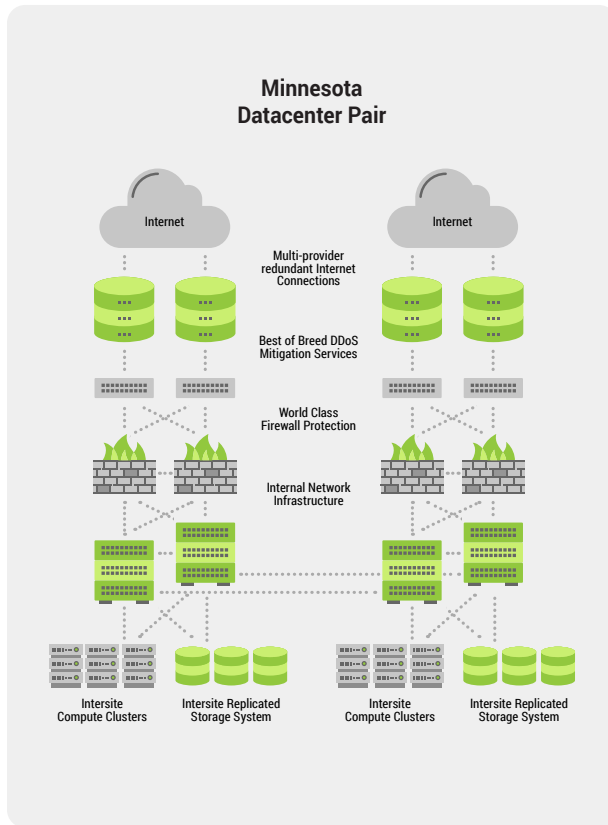 Minnesota
Datacenter Pair
Internet
Internet
Multi-provider
redundant Internet
Connections
Best of Breed DDoS
Mitigation Services
World Class
Firewall Protection
Internal Network
Infrastructure
Intersite
Compute Clusters
Intersite Replicated
Storage System
Intersite
Compute Clusters
Intersite Replicated
Storage System